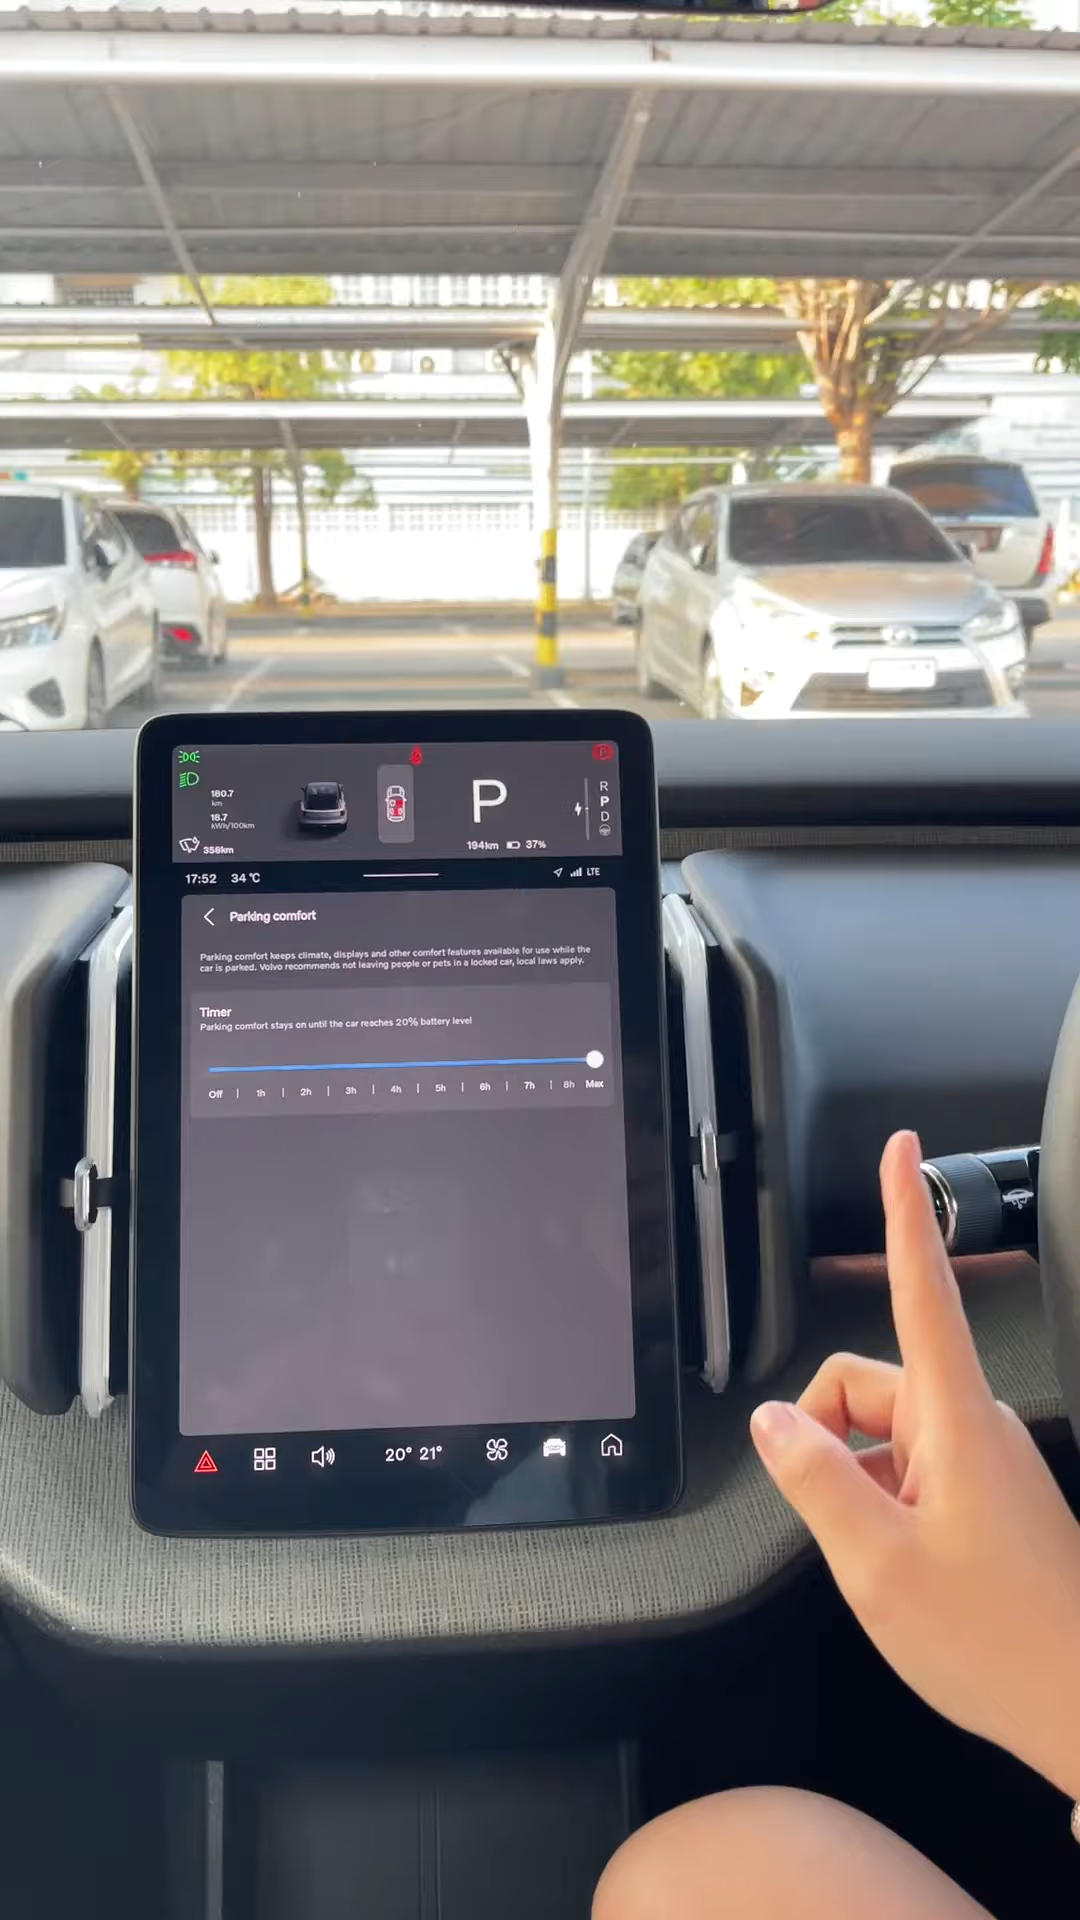 180.7
km
18.7
kWh/100km
358km
P
194km 37%
R
P
D
17:52 34°C
LTE
Parking comfort
Parking comfort keeps climate, displays and other comfort features available for use while the
car is parked. Volvo recommends not leaving people or pets in a locked car, local laws apply.
Timer
Parking comfort stays on until the car reaches 20% battery level
Off | 1h | 2h | 3h | 4h | 5h | 6h | 7h | 8h Max
20° 21°